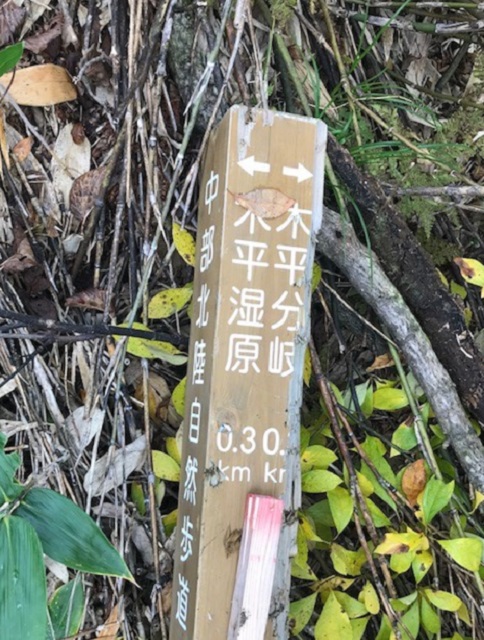 ← →
木平湿原
木平分岐
0.3 0.
km k
中部北陸自然歩道